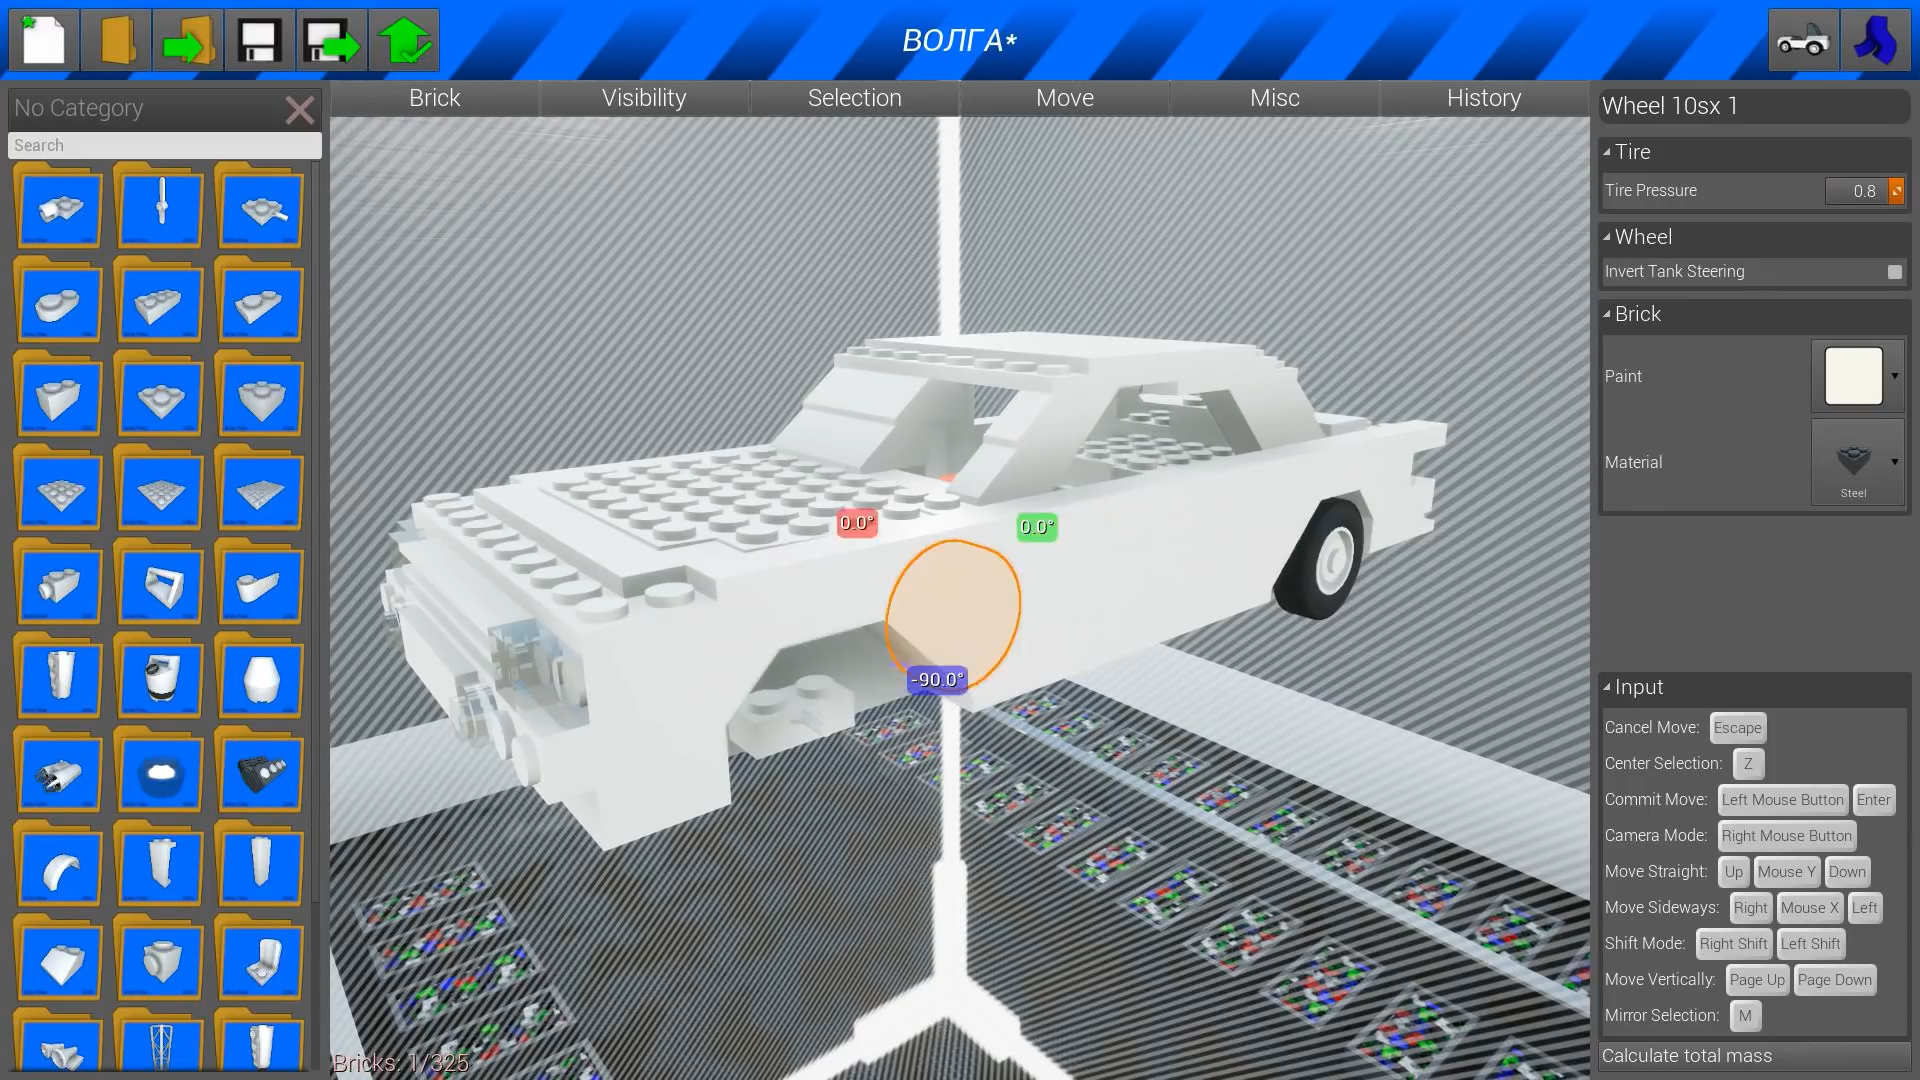 ВОЛГА*
No Category
Search
Brick
Visibility
Selection
Move
Misc
History
0.0°
0.0°
-90.0°
Bricks: 1/325
Wheel 10sx 1
Tire
Tire Pressure
0.8
Wheel
Invert Tank Steering
Brick
Paint
Material
Steel
Input
Cancel Move: Escape
Center Selection: Z
Commit Move: Left Mouse Button Enter
Camera Mode: Right Mouse Button
Move Straight: Up Mouse Y Down
Move Sideways: Right Mouse X Left
Shift Mode: Right Shift Left Shift
Move Vertically: Page Up Page Down
Mirror Selection: M
Calculate total mass